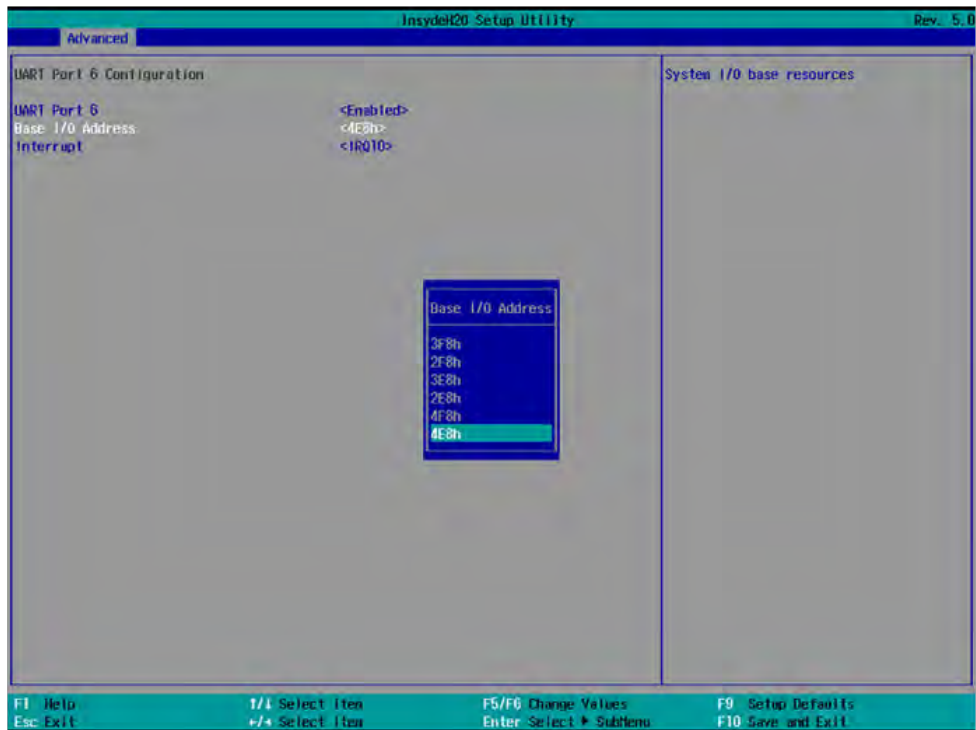 InsydeH20 Setup Utility Rev. 5.0
Advanced
UART Port 6 Configuration
System I/O base resources
UART Port 6 <Enabled>
Base I/O Address <4E8h>
Interrupt <IRQ10>
Base I/O Address
3F8h
2F8h
3E8h
2E8h
4F8h
4E8h
F1 Help ↑/↓ Select Item F5/F6 Change Values F9 Setup Defaults
Esc Exit ←/→ Select Item Enter Select ▶ SubMenu F10 Save and Exit